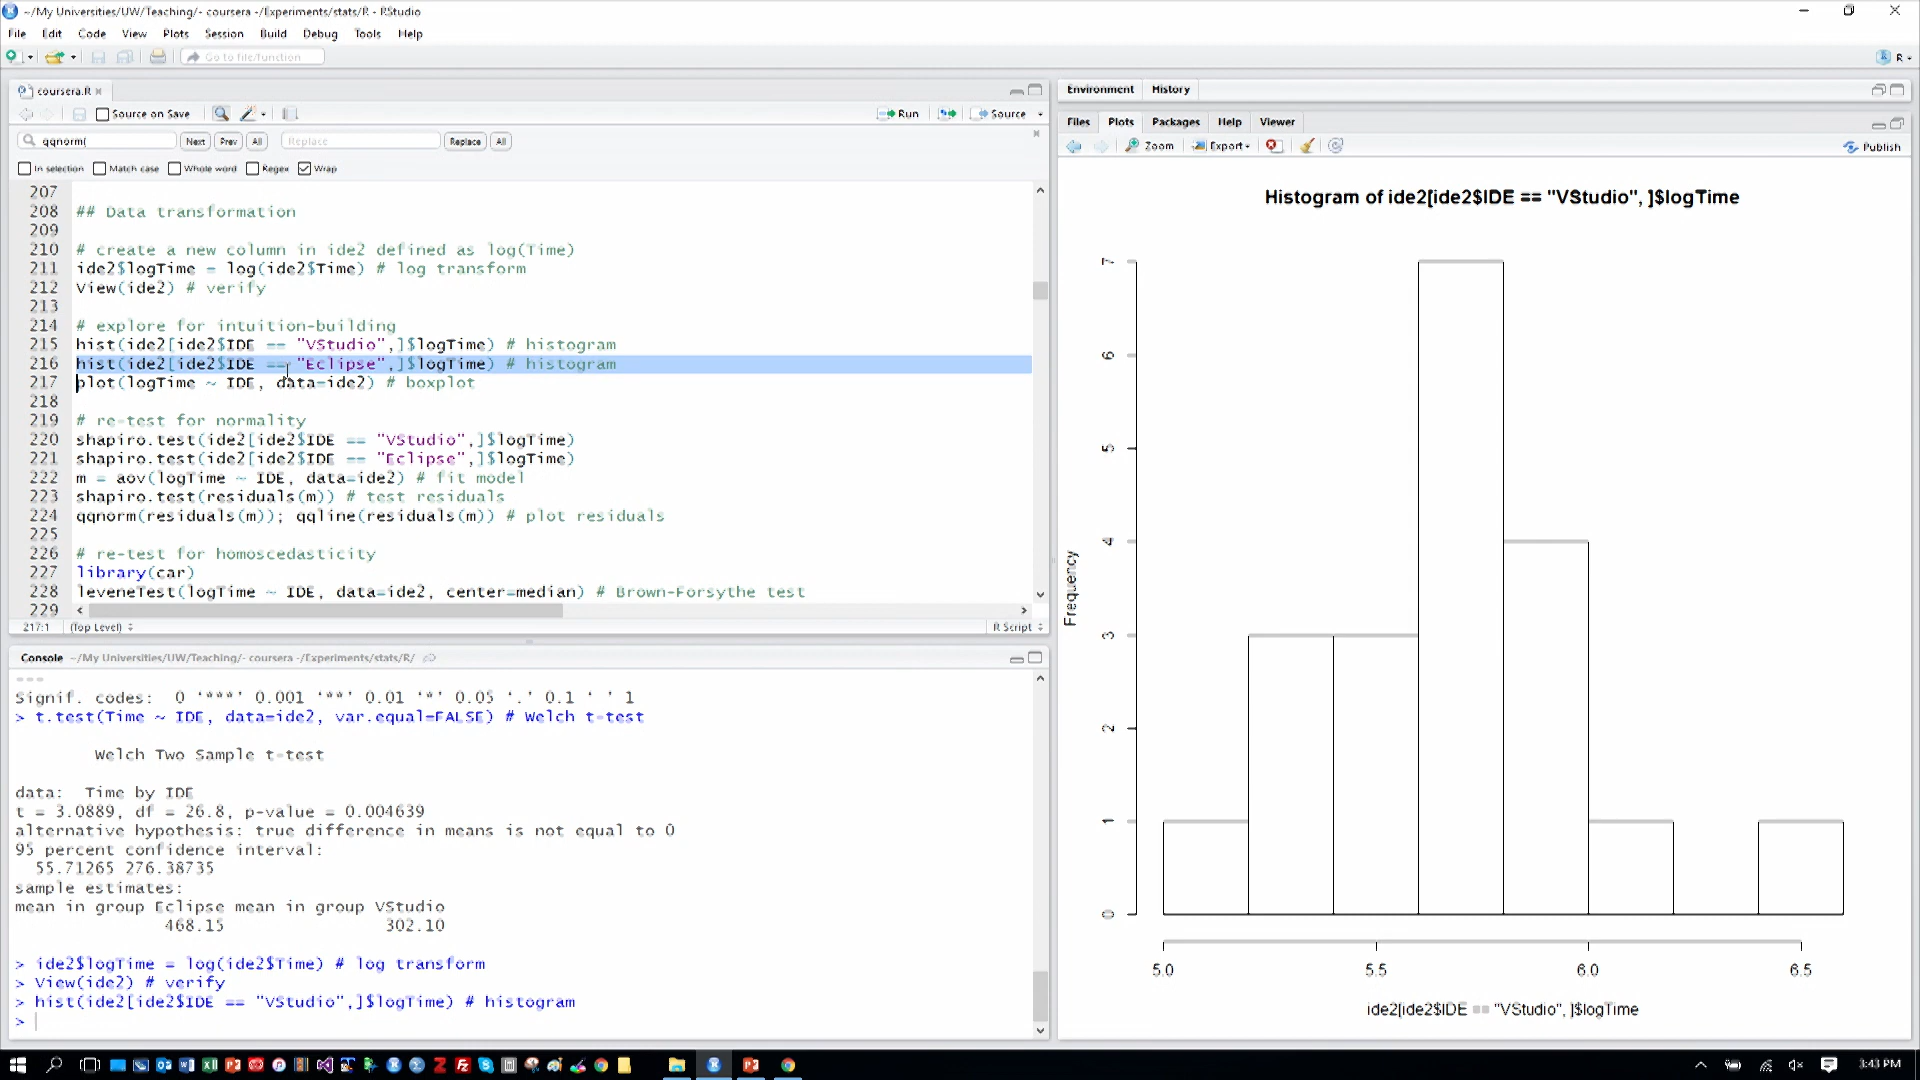 ~/My Universities/UW/Teaching/- coursera -/Experiments/stats/R - RStudio
File Edit Code View Plots Session Build Debug Tools Help
Go to file/function
R
coursera.R
Source on Save
Run
Source
qqnorm(
Next
Prev
All
Replace
Replace
All
In selection
Match case
Whole word
Regex
Wrap
207
208 ## Data transformation
209
210 # create a new column in ide2 defined as log(Time)
211 ide2$logTime = log(ide2$Time) # log transform
212 View(ide2) # verify
213
214 # explore for intuition-building
215 hist(ide2[ide2$IDE == "VStudio",]$logTime) # histogram
216 hist(ide2[ide2$IDE == "Eclipse",]$logTime) # histogram
217 plot(logTime ~ IDE, data=ide2) # boxplot
218
219 # re-test for normality
220 shapiro.test(ide2[ide2$IDE == "VStudio",]$logTime)
221 shapiro.test(ide2[ide2$IDE == "Eclipse",]$logTime)
222 m = aov(logTime ~ IDE, data=ide2) # fit model
223 shapiro.test(residuals(m)) # test residuals
224 qqnorm(residuals(m)); qqline(residuals(m)) # plot residuals
225
226 # re-test for homoscedasticity
227 library(car)
228 leveneTest(logTime ~ IDE, data=ide2, center=median) # Brown-Forsythe test
229
217:1 (Top Level)
R Script
Console ~/My Universities/UW/Teaching/- coursera -/Experiments/stats/R/
---
Signif. codes:  0 '***' 0.001 '**' 0.01 '*' 0.05 '.' 0.1 ' ' 1
> t.test(Time ~ IDE, data=ide2, var.equal=FALSE) # Welch t-test
Welch Two Sample t-test
data:  Time by IDE
t = 3.0889, df = 26.8, p-value = 0.004639
alternative hypothesis: true difference in means is not equal to 0
95 percent confidence interval:
55.71265 276.38735
sample estimates:
mean in group Eclipse mean in group VStudio
468.15 302.10
> ide2$logTime = log(ide2$Time) # log transform
> View(ide2) # verify
> hist(ide2[ide2$IDE == "VStudio",]$logTime) # histogram
>
Environment History
Files Plots Packages Help Viewer
Zoom
Export
Publish
Histogram of ide2[ide2$IDE == "VStudio", ]$logTime
7
6
5
4
3
2
1
0
Frequency
5.0 5.5 6.0 6.5
ide2[ide2$IDE == "VStudio", ]$logTime
3:43 PM